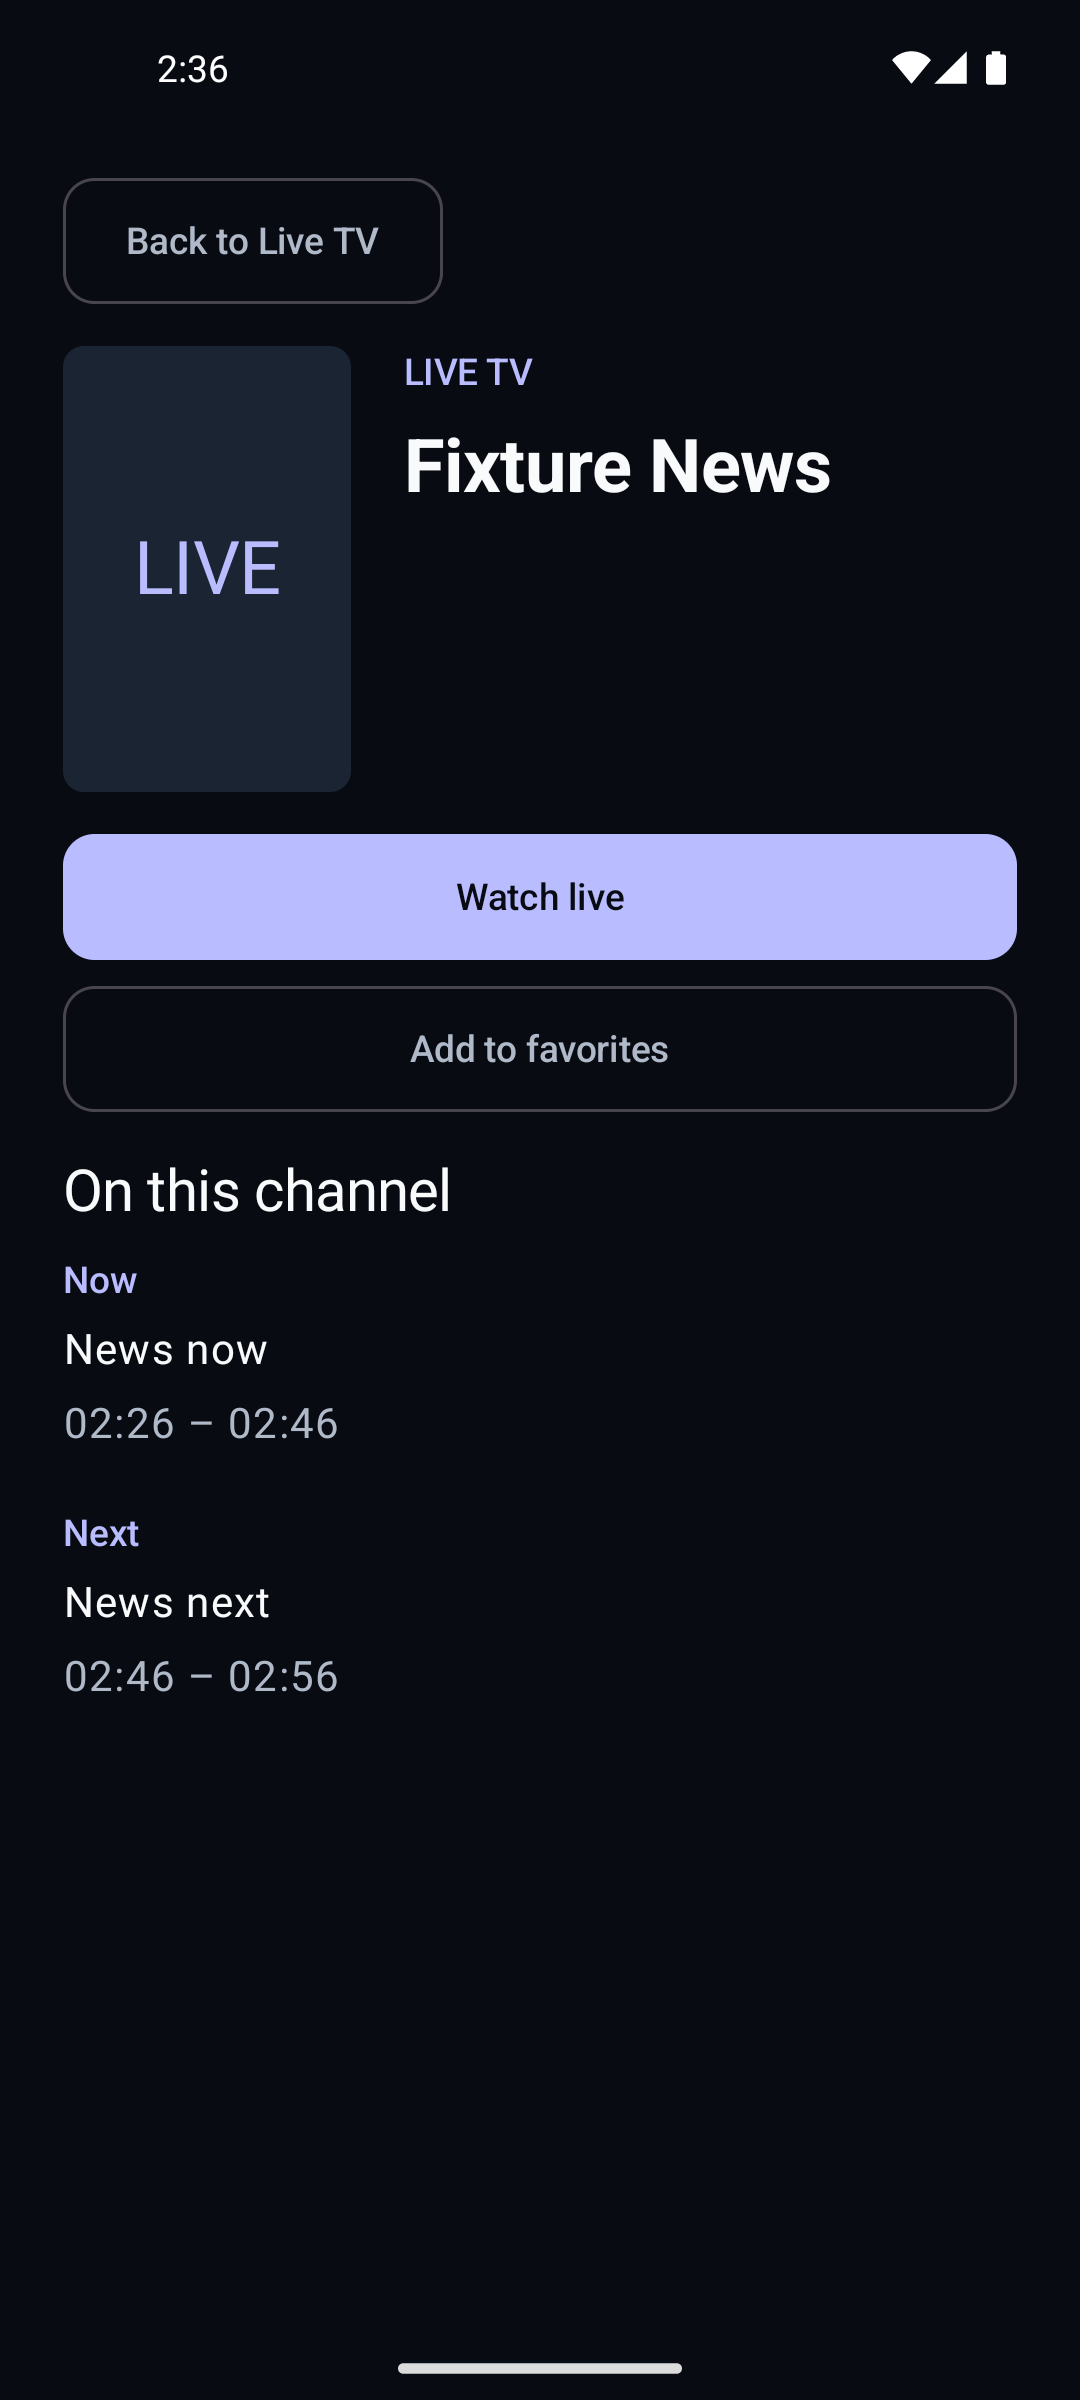 2:36
Back to Live TV
LIVE TV
Fixture News
LIVE
Watch live
Add to favorites
On this channel
Now
News now
02:26 – 02:46
Next
News next
02:46 – 02:56